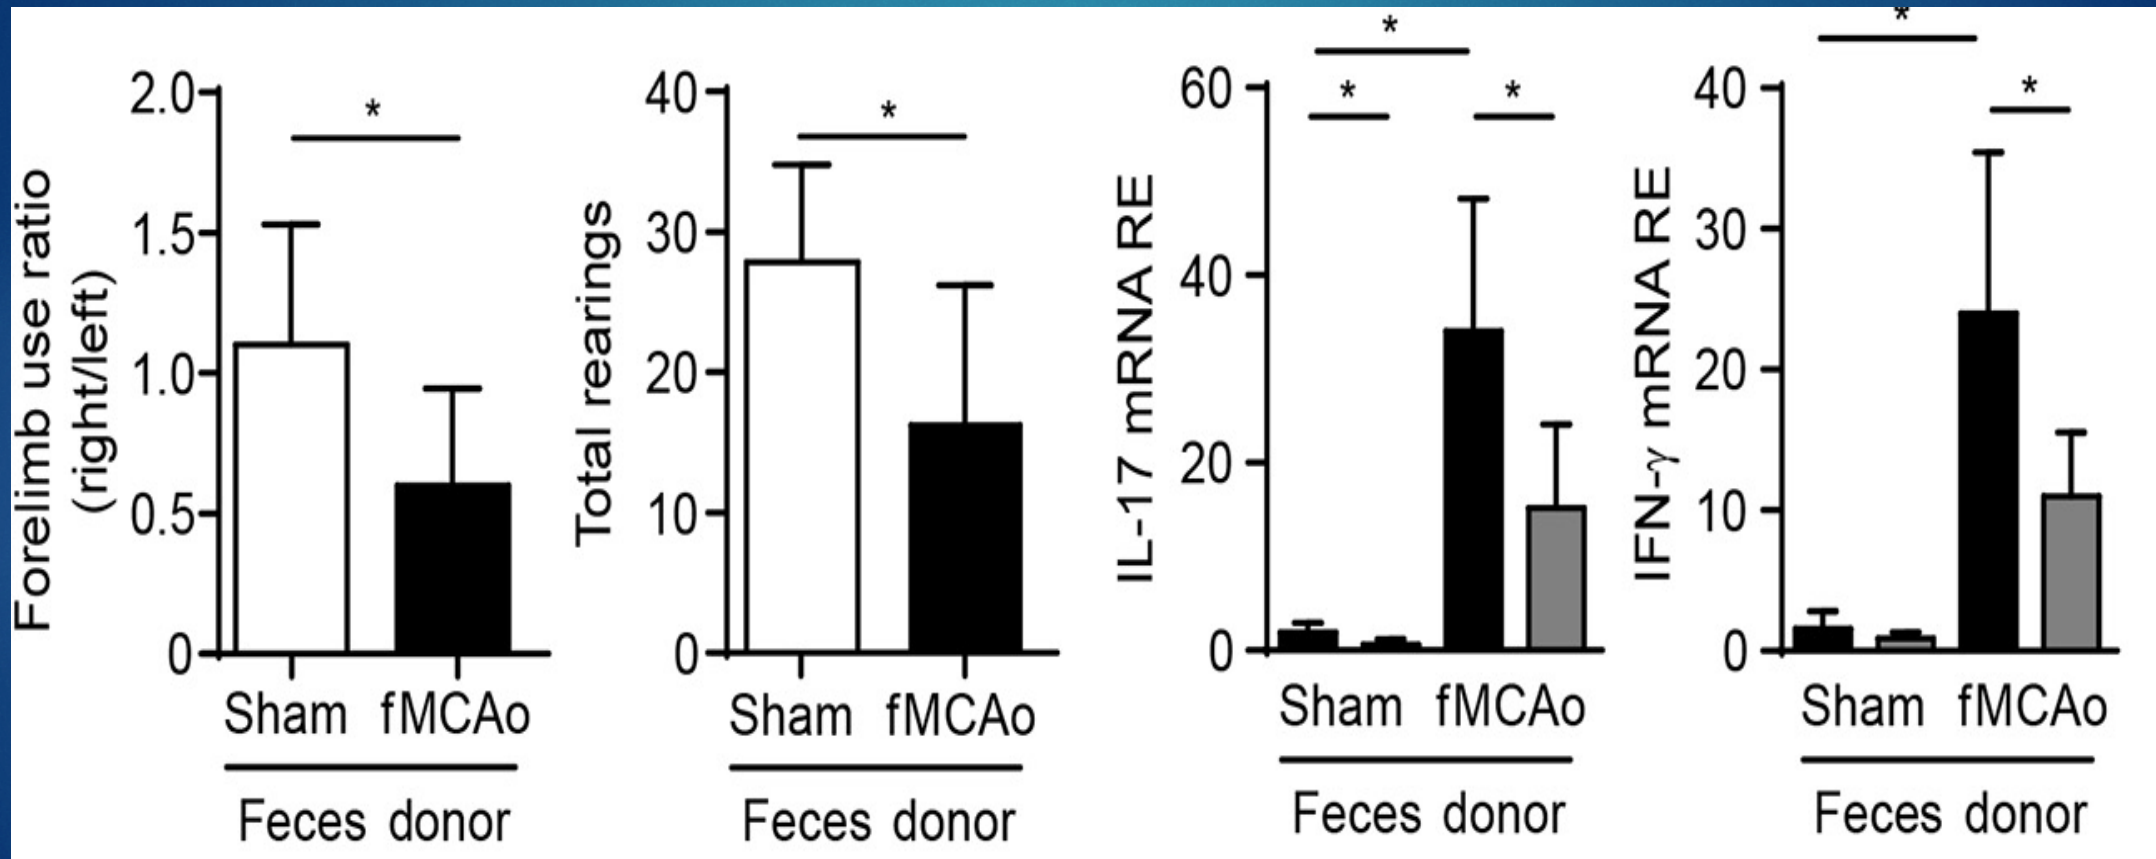 Forelimb use ratio
(right/left)
*
2.0
1.5
1.0
0.5
0
Sham fMCAo
Feces donor
Total rearings
*
40
30
20
10
0
Sham fMCAo
Feces donor
IL-17 mRNA RE
*
* *
60
40
20
0
Sham fMCAo
Feces donor
IFN-γ mRNA RE
*
*
40
30
20
10
0
Sham fMCAo
Feces donor